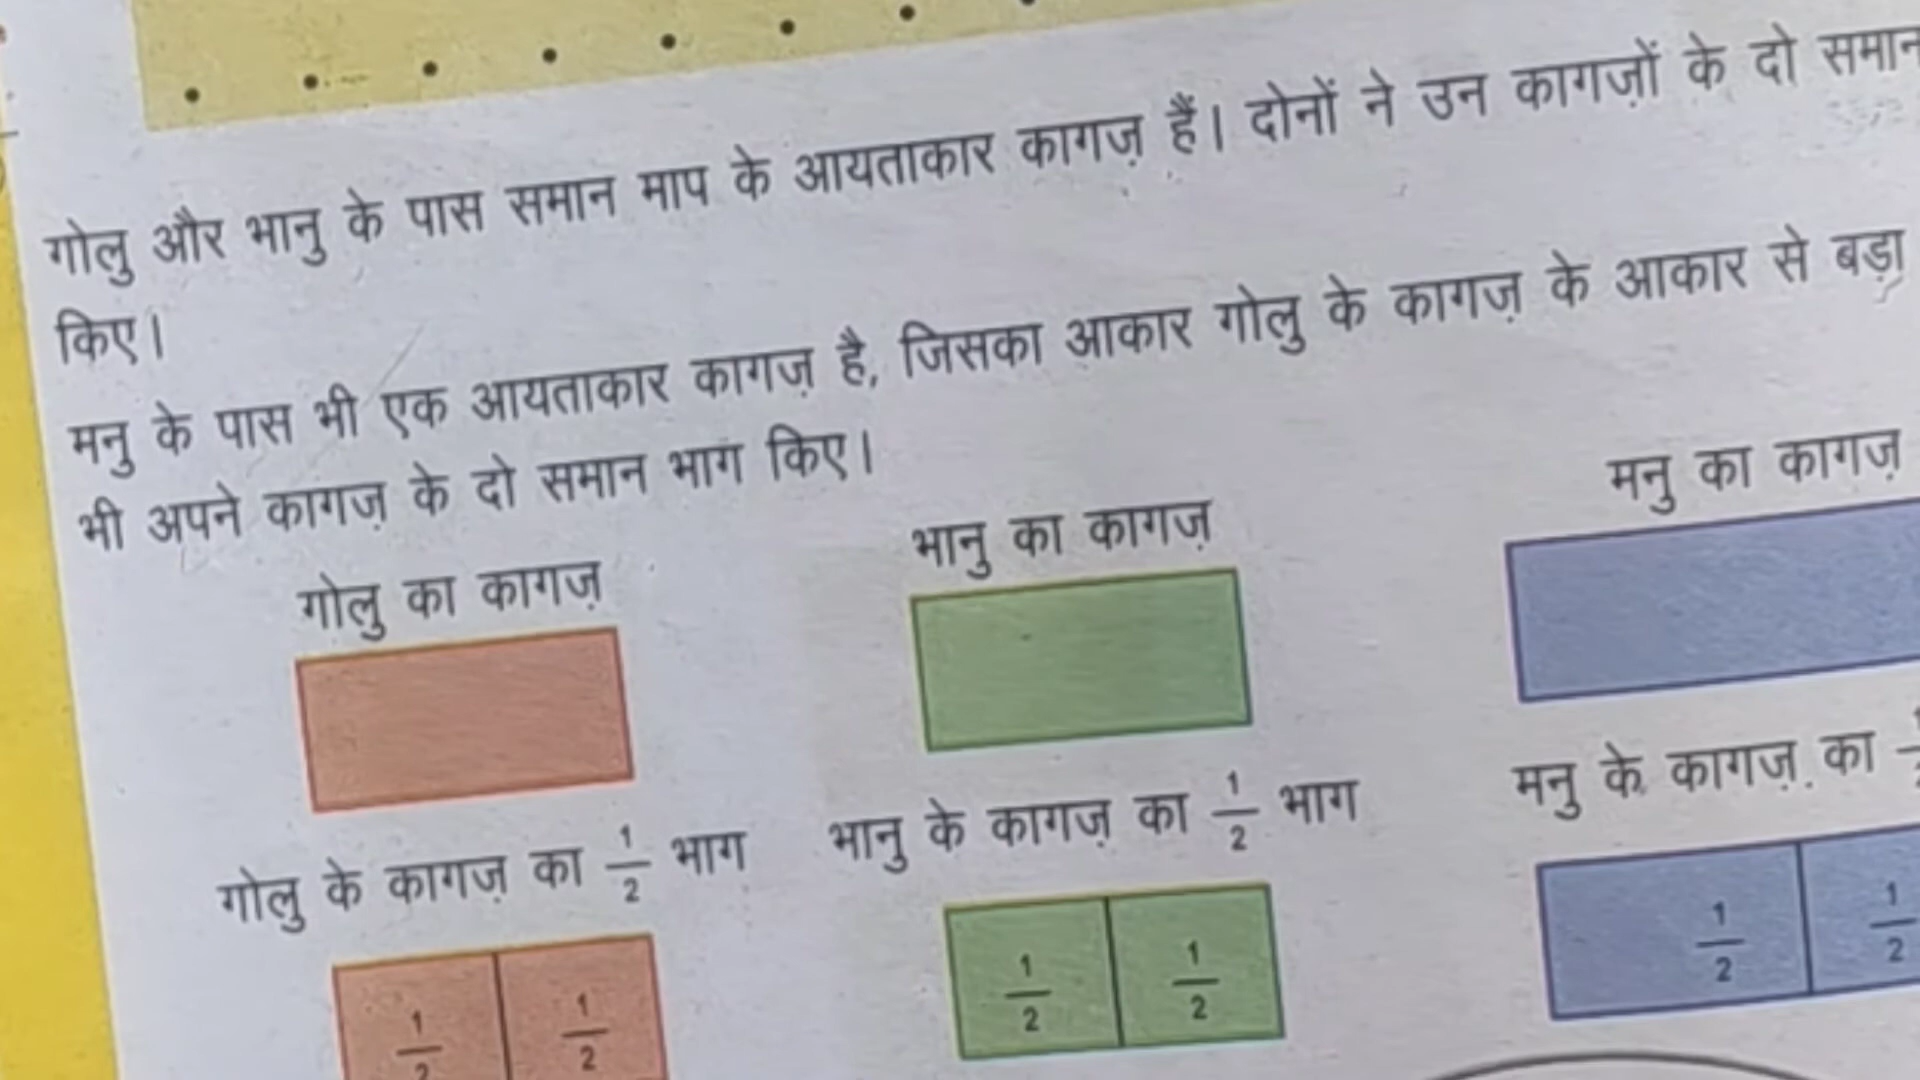 गोलु और भानु के पास समान माप के आयताकार कागज़ हैं। दोनों ने उन कागज़ों के दो समान
किए।
मनु के पास भी एक आयताकार कागज़ है, जिसका आकार गोलु के कागज़ के आकार से बड़ा
भी अपने कागज़ के दो समान भाग किए।
गोलु का कागज़ भानु का कागज़ मनु का कागज़
गोलु के कागज़ का 1/2 भाग भानु के कागज़ का 1/2 भाग मनु के कागज़ का
1/2 1/2 1/2 1/2 1/2 1/2